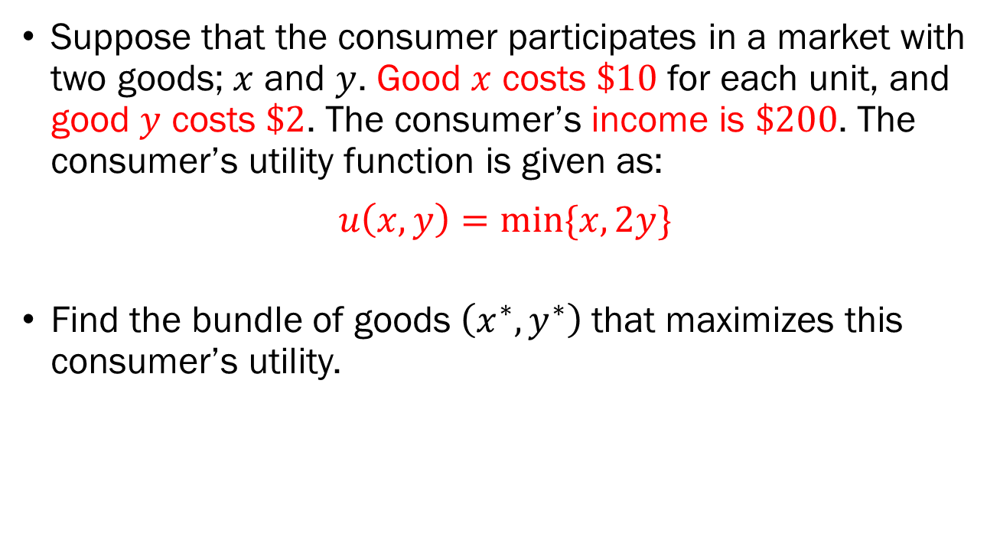 • Suppose that the consumer participates in a market with
two goods; x and y. Good x costs $10 for each unit, and
good y costs $2. The consumer’s income is $200. The
consumer’s utility function is given as:
u(x, y) = min{x, 2y}
• Find the bundle of goods (x*, y*) that maximizes this
consumer’s utility.